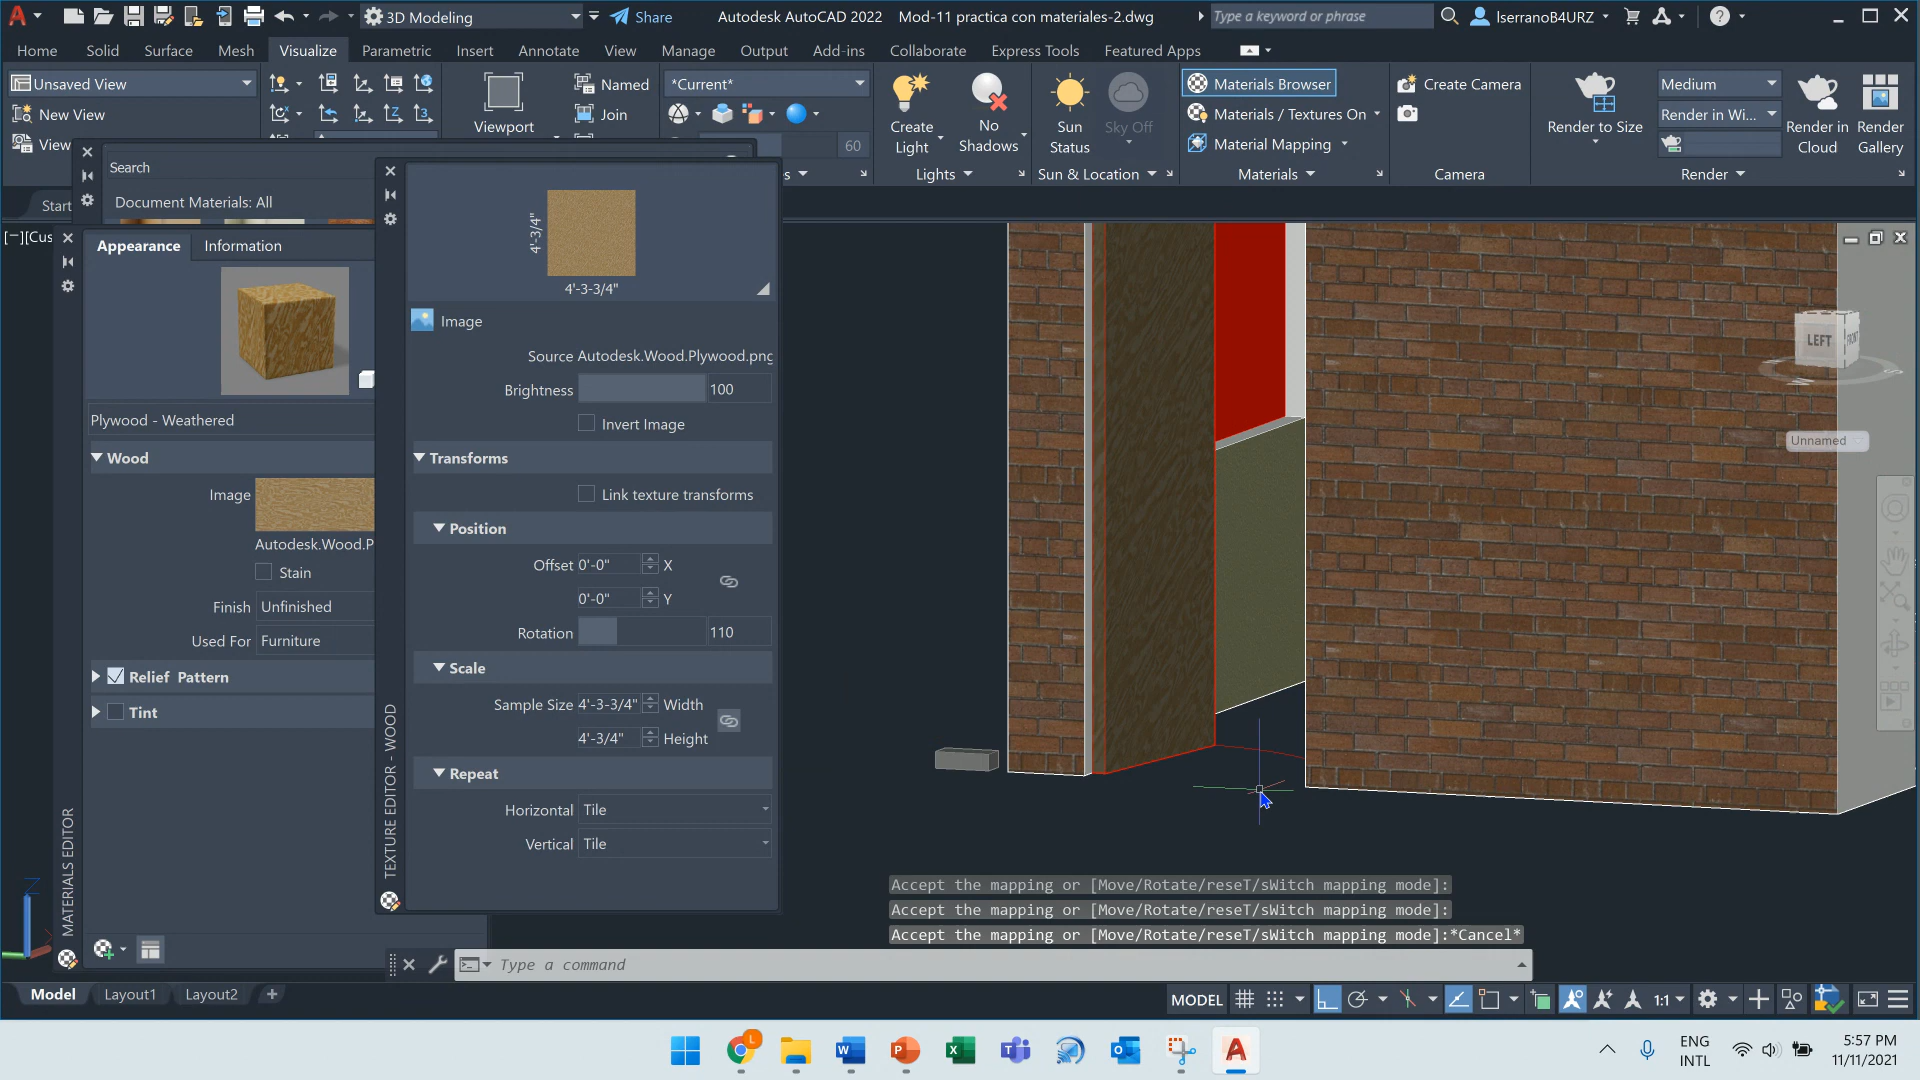 3D Modeling
Share
Autodesk AutoCAD 2022 Mod-11 practica con materiales-2.dwg
Type a keyword or phrase
lserranoB4URZ
Home
Solid
Surface
Mesh
Visualize
Parametric
Insert
Annotate
View
Manage
Output
Add-ins
Collaborate
Express Tools
Featured Apps
Unsaved View
New View
View
Viewport
Named
Join
*Current*
60
Create
Light
No
Shadows
Sun
Status
Sky Off
Materials Browser
Materials / Textures On
Material Mapping
Create Camera
Render to Size
Medium
Render in Wi...
Render in
Cloud
Render
Gallery
Lights
Sun & Location
Materials
Camera
Render
Start
Search
Document Materials: All
[−][Cus
Appearance
Information
Plywood - Weathered
Wood
Image
Autodesk.Wood.P
Stain
Finish Unfinished
Used For Furniture
Relief Pattern
Tint
MATERIALS EDITOR
4'-3/4"
4'-3-3/4"
Image
Source Autodesk.Wood.Plywood.png
Brightness 100
Invert Image
Transforms
Link texture transforms
Position
Offset 0'-0" X
0'-0" Y
Rotation 110
Scale
Sample Size 4'-3-3/4" Width
4'-3/4" Height
Repeat
Horizontal Tile
Vertical Tile
TEXTURE EDITOR - WOOD
LEFT
FRONT
Unnamed
Accept the mapping or [Move/Rotate/reseT/sWitch mapping mode]:
Accept the mapping or [Move/Rotate/reseT/sWitch mapping mode]:
Accept the mapping or [Move/Rotate/reseT/sWitch mapping mode]:*Cancel*
Type a command
Model
Layout1
Layout2
MODEL
1:1
ENG
INTL
5:57 PM
11/11/2021